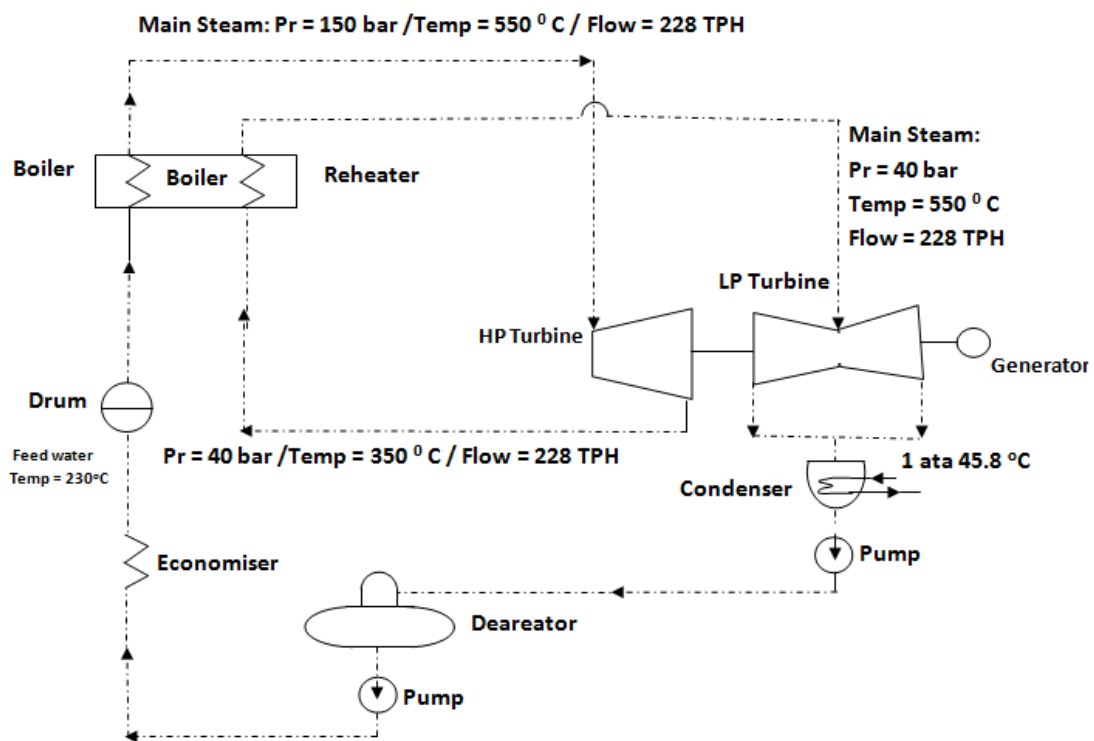 Main Steam: Pr = 150 bar /Temp = 550 ⁰ C / Flow = 228 TPH
Main Steam:
Pr = 40 bar
Temp = 550 ⁰ C
Flow = 228 TPH
Boiler
Boiler
Reheater
LP Turbine
HP Turbine
Generator
Drum
Feed water
Temp = 230ᵒC
Pr = 40 bar /Temp = 350 ⁰ C / Flow = 228 TPH
1 ata 45.8 ᵒC
Condenser
Pump
Economiser
Deareator
Pump